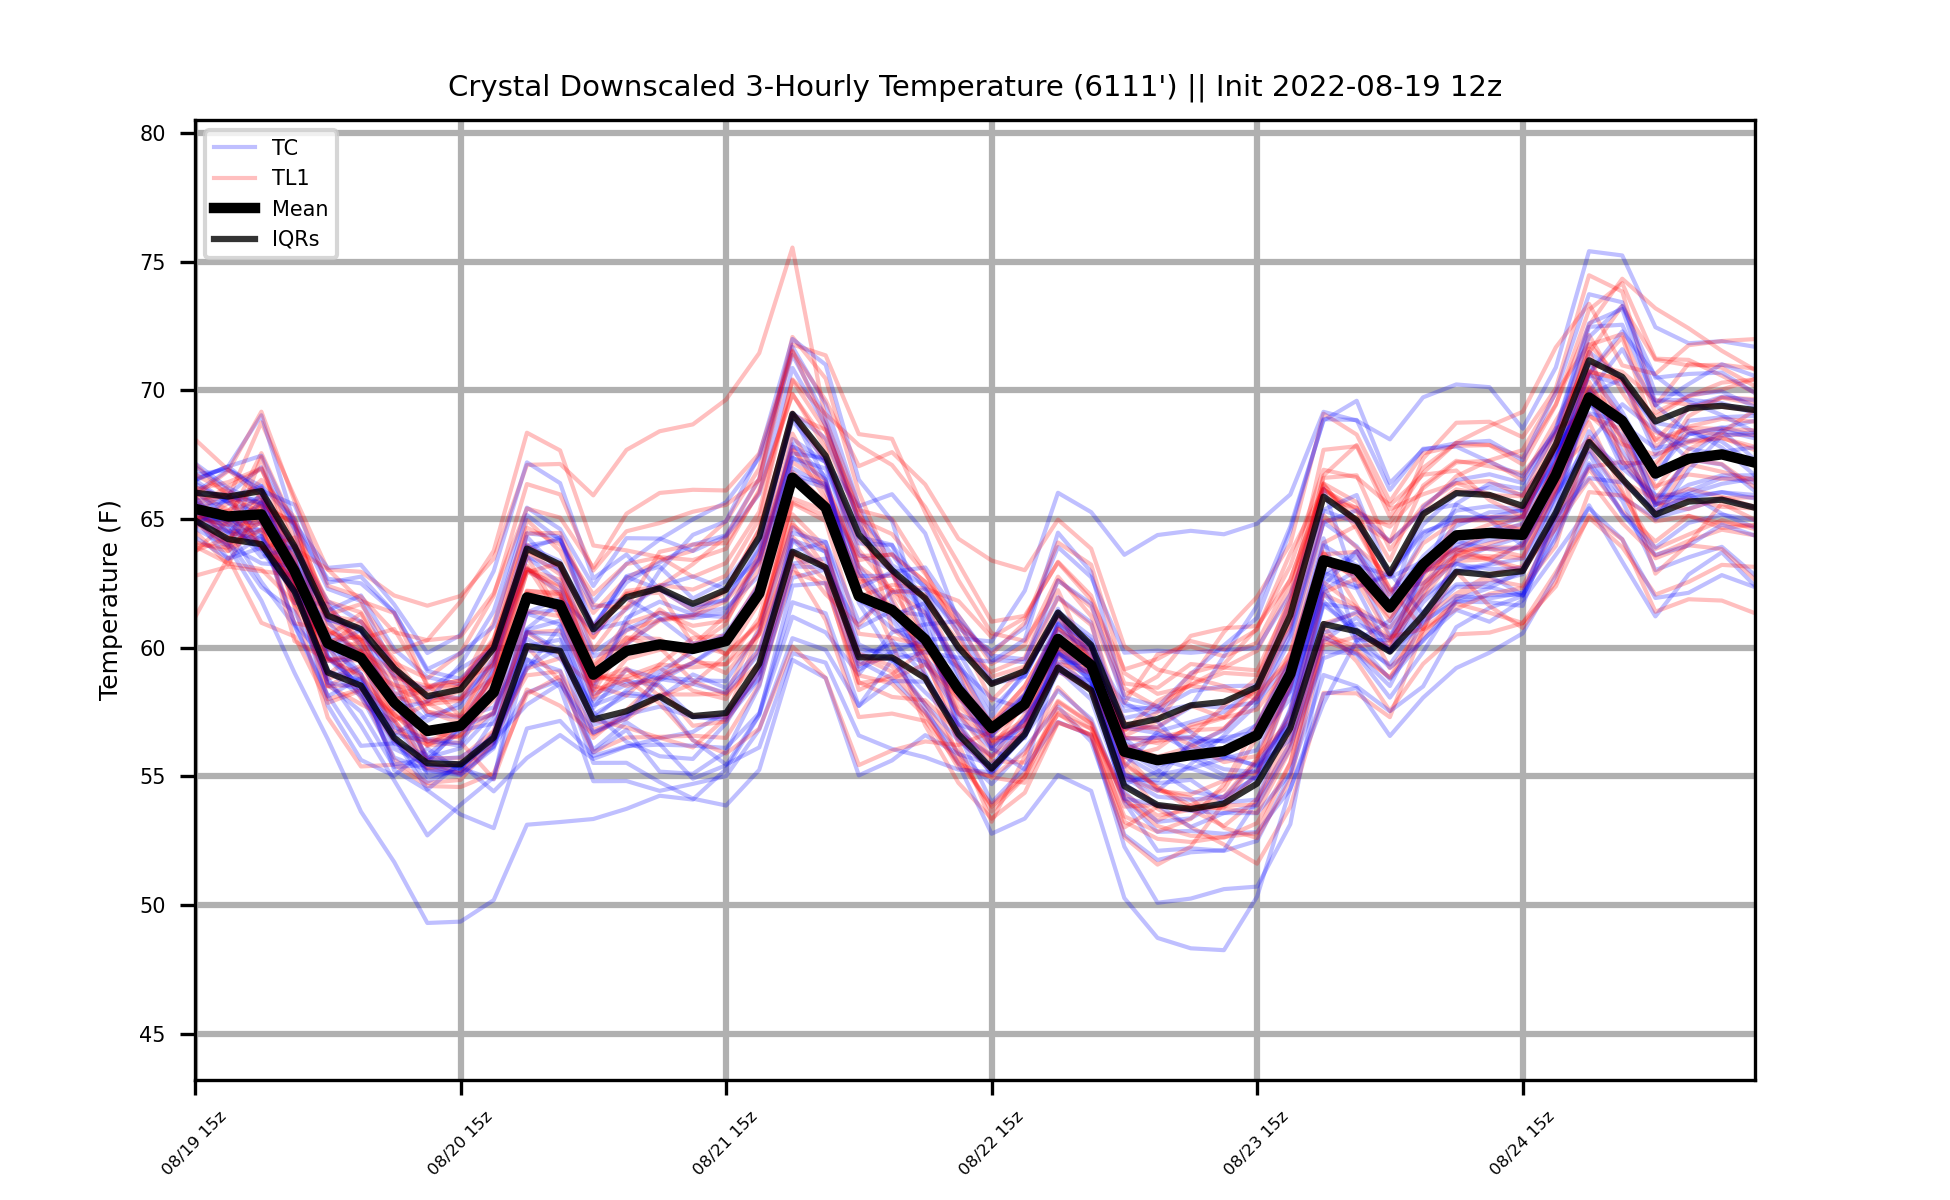 Crystal Downscaled 3-Hourly Temperature (6111') || Init 2022-08-19 12z
80
75
70
65
60
55
50
45
Temperature (F)
TC
TL1
Mean
IQRs
08/19 15z
08/20 15z
08/21 15z
08/22 15z
08/23 15z
08/24 15z